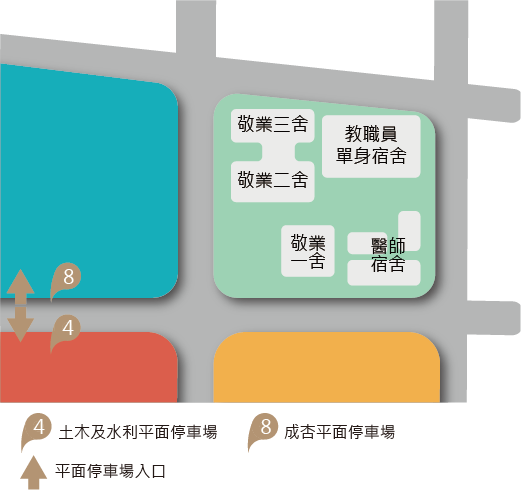 敬業三舍
教職員
單身宿舍
敬業二舍
敬業
一舍
醫師
宿舍
8
4
4 土木及水利平面停車場
8 成杏平面停車場
平面停車場入口